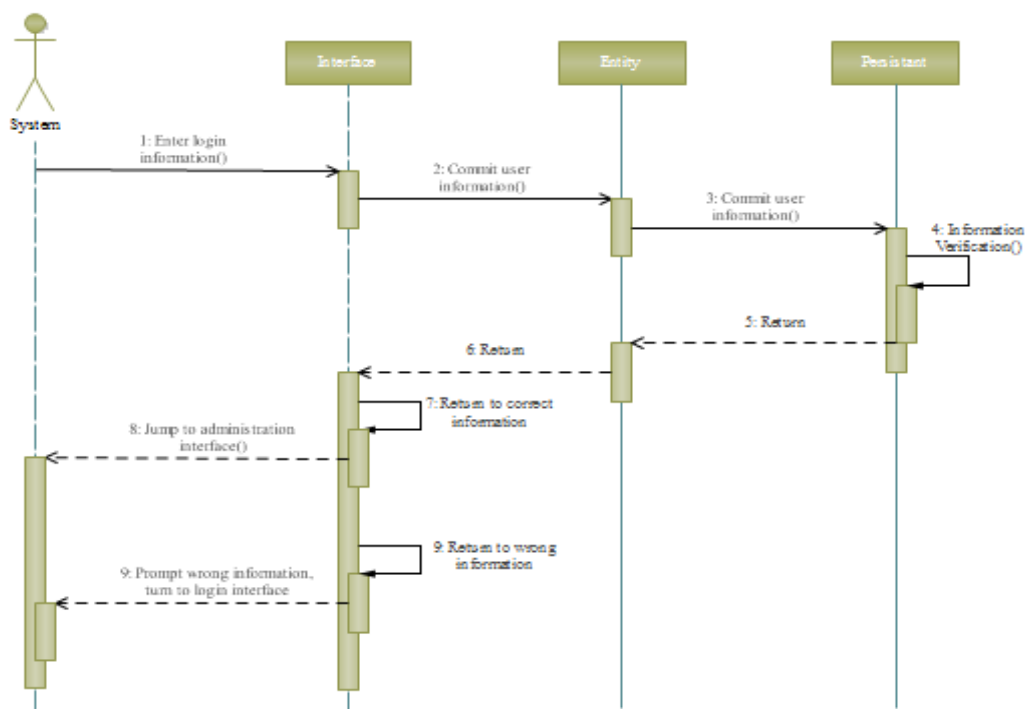 Interface
Entity
Persistant
System
1: Enter login
information()
2: Commit user
information()
3: Commit user
information()
4: Information
Verification()
5: Return
6: Return
7: Return to correct
information
8: Jump to administration
interface()
9: Return to wrong
information
9: Prompt wrong information,
turn to login interface